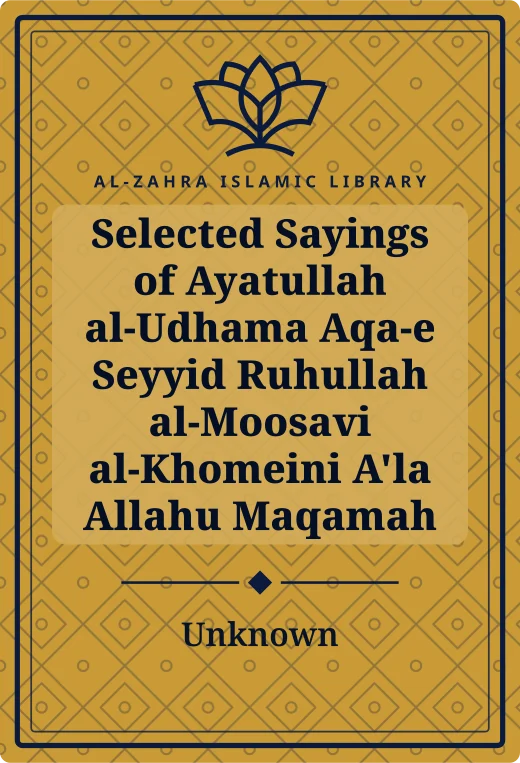 AL-ZAHRA ISLAMIC LIBRARY
Selected Sayings
of Ayatullah
al-Udhama Aqa-e
Seyyid Ruhullah
al-Moosavi
al-Khomeini A'la
Allahu Maqamah
Unknown